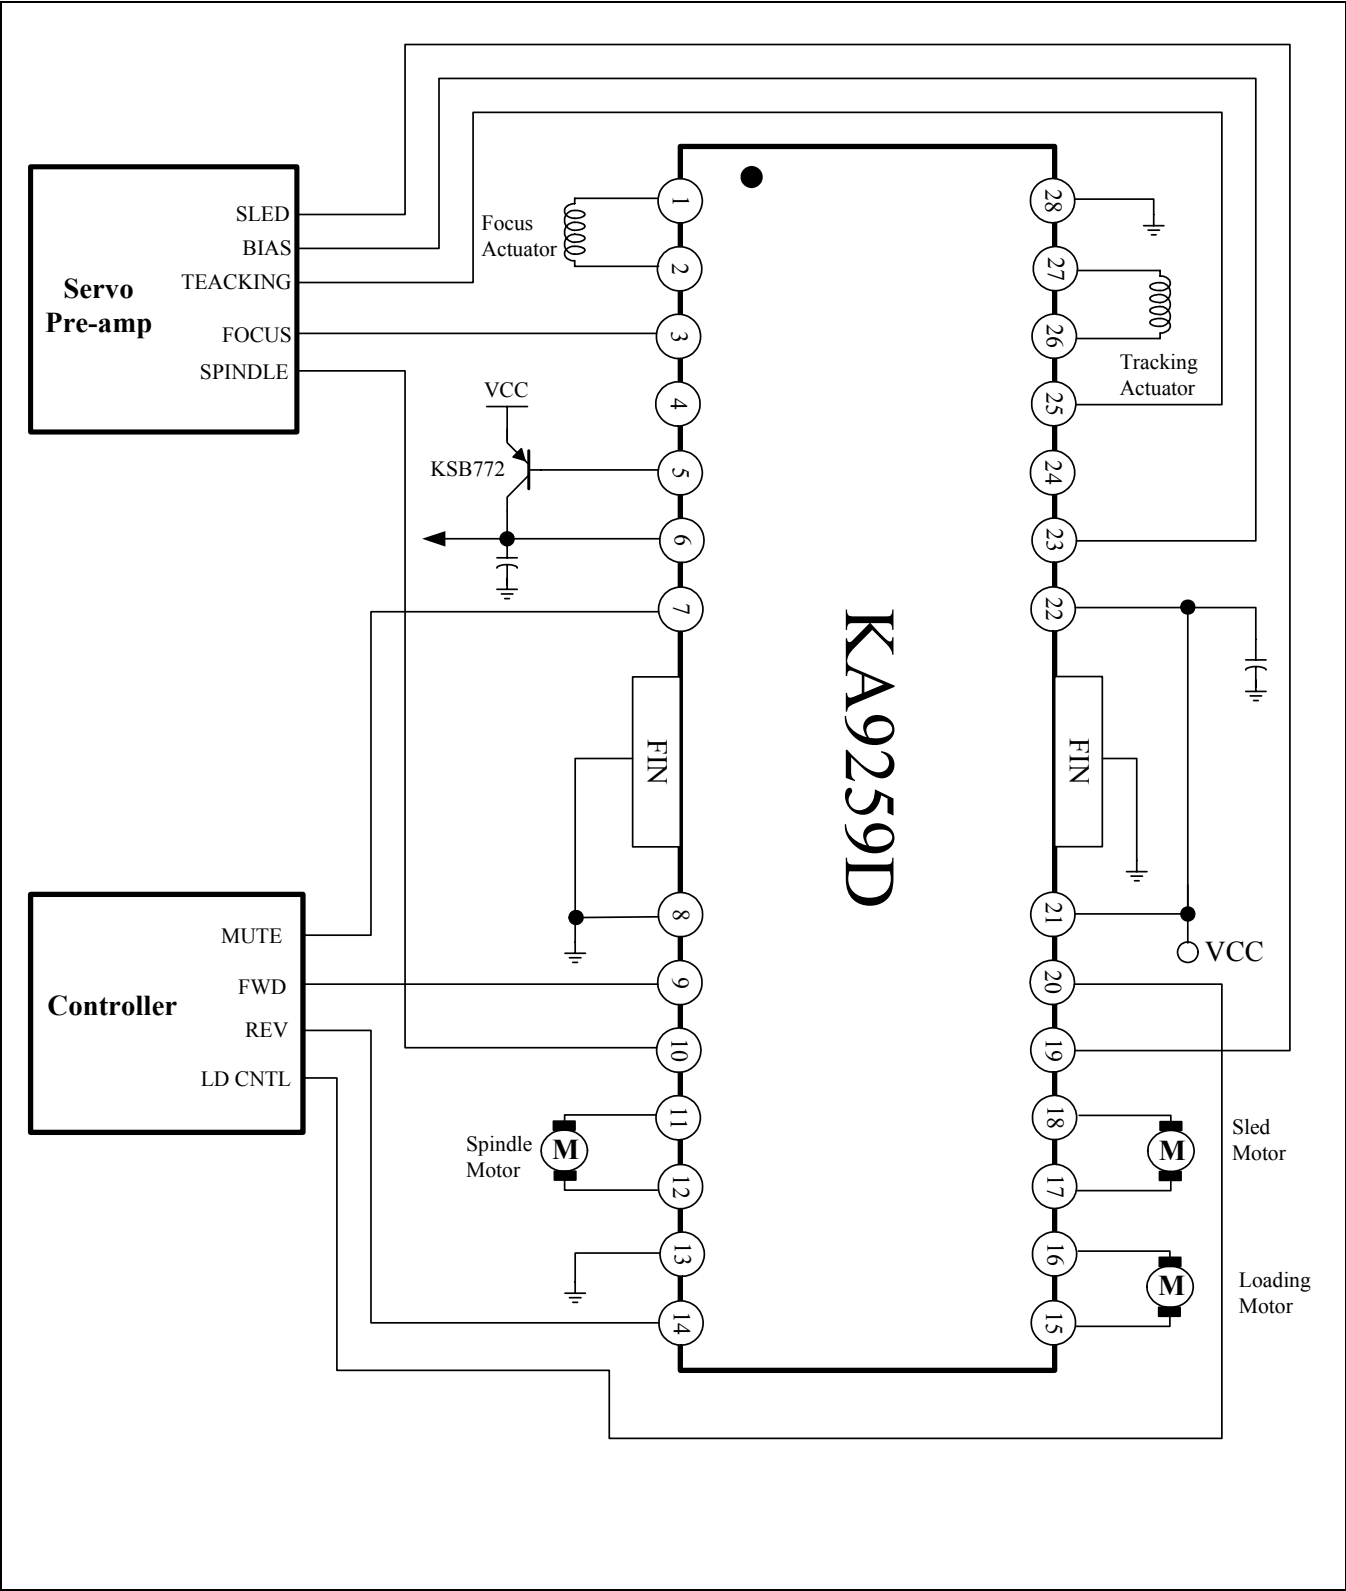 SLED
BIAS
TEACKING
FOCUS
SPINDLE
Servo
Pre-amp
Focus
Actuator
VCC
KSB772
1
2
3
4
5
6
7
FIN
8
9
10
11
12
13
14
KA9259D
28
27
26
25
24
23
22
FIN
21
20
19
18
17
16
15
Tracking
Actuator
VCC
MUTE
FWD
REV
LD CNTL
Controller
Spindle
Motor
M
Sled
Motor
M
Loading
Motor
M